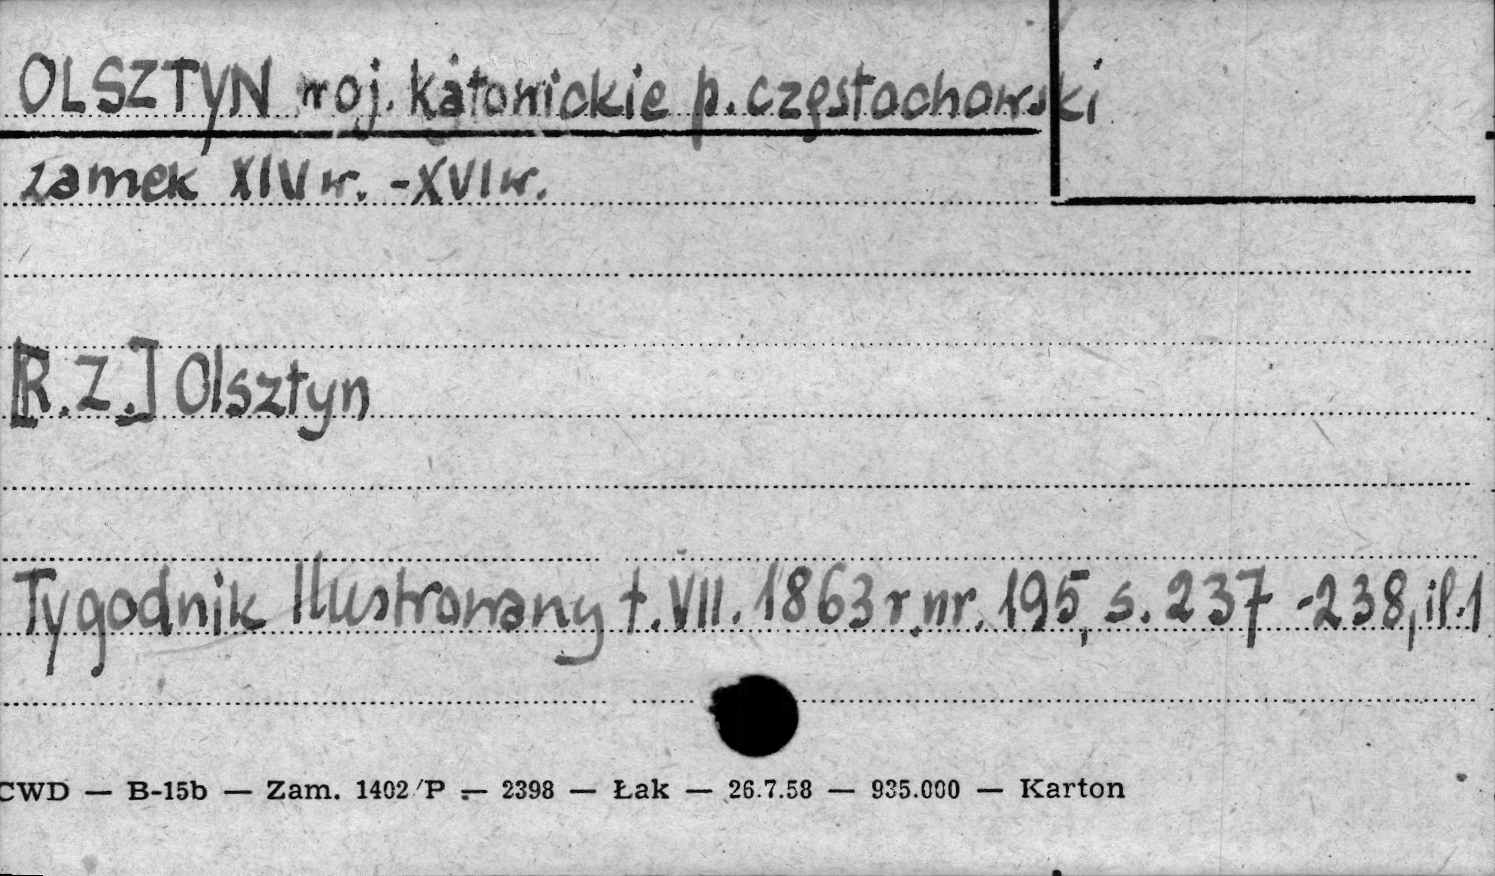 OLSZTYN woj. katowickie p. częstochowski
zamek XIV w. - XVI w.
[R.Z.] Olsztyn
Tygodnik Ilustrowany t. VII. 1863 r. nr. 195, s. 237 - 238, il. 1
CWD — B-15b — Zam. 1402/P — 2398 — Łak — 26.7.58 — 935.000 — Karton